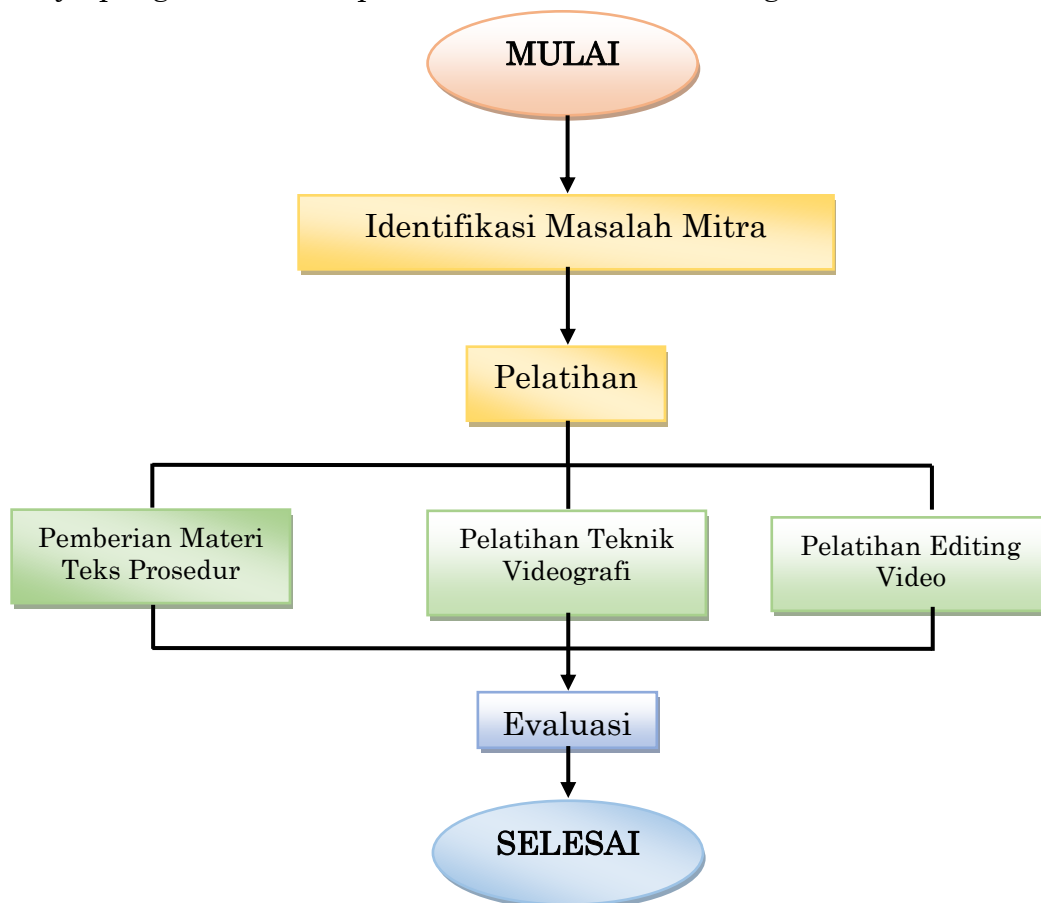 MULAI
Identifikasi Masalah Mitra
Pelatihan
Pemberian Materi
Teks Prosedur
Pelatihan Teknik
Videografi
Pelatihan Editing
Video
Evaluasi
SELESAI